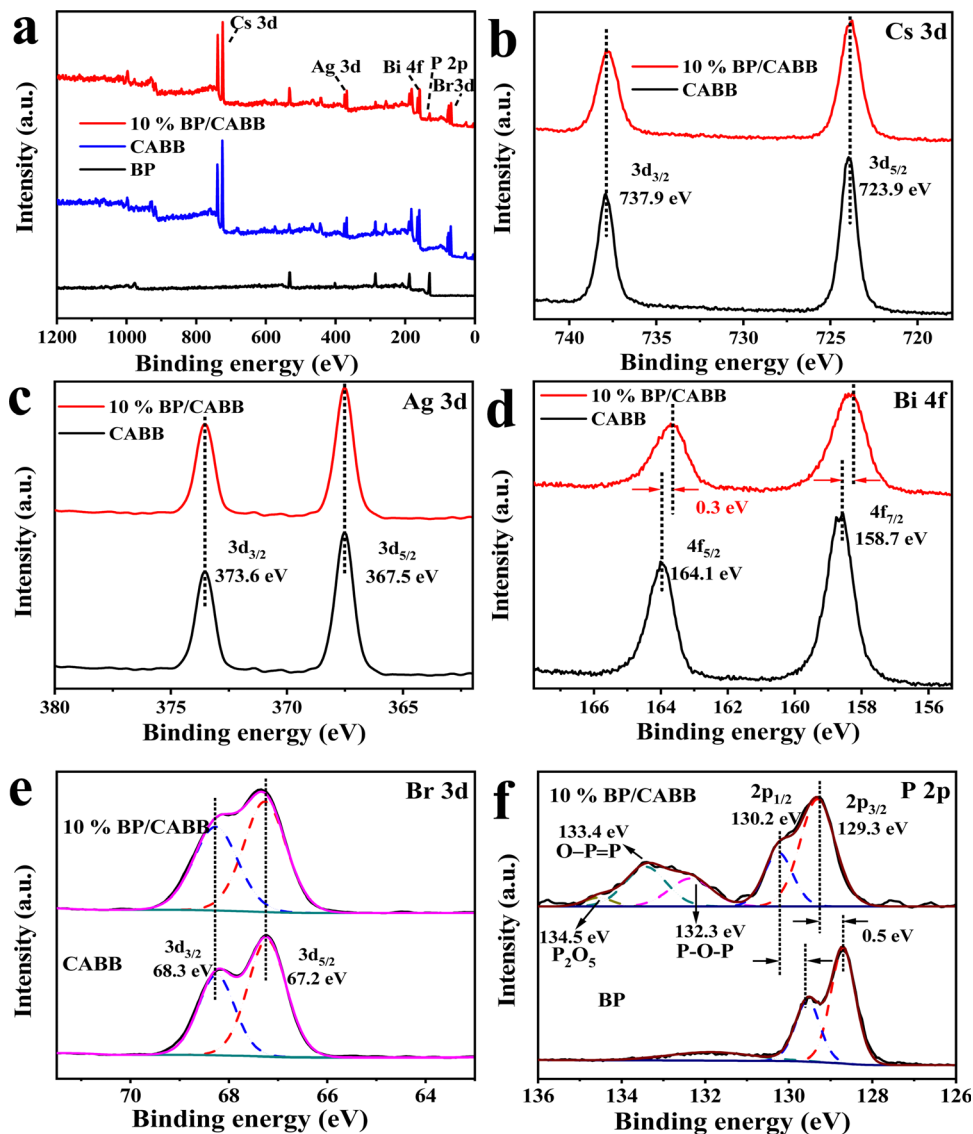 a
Cs 3d
Ag 3d
Bi 4f
P 2p
Br3d
10 % BP/CABB
CABB
BP
Intensity (a.u.)
1200 1000 800 600 400 200 0
Binding energy (eV)
b
Cs 3d
10 % BP/CABB
CABB
3d3/2
737.9 eV
3d5/2
723.9 eV
Intensity (a.u.)
740 735 730 725 720
Binding energy (eV)
c
Ag 3d
10 % BP/CABB
CABB
3d3/2
373.6 eV
3d5/2
367.5 eV
Intensity (a.u.)
380 375 370 365
Binding energy (eV)
d
Bi 4f
10 % BP/CABB
CABB
0.3 eV
4f5/2
164.1 eV
4f7/2
158.7 eV
Intensity (a.u.)
166 164 162 160 158 156
Binding energy (eV)
e
Br 3d
10 % BP/CABB
CABB
3d3/2
68.3 eV
3d5/2
67.2 eV
Intensity (a.u.)
70 68 66 64
Binding energy (eV)
f
P 2p
10 % BP/CABB
2p1/2
130.2 eV
2p3/2
129.3 eV
133.4 eV
O–P=P
134.5 eV
P2O5
132.3 eV
P-O-P
0.5 eV
BP
Intensity (a.u.)
136 134 132 130 128 126
Binding energy (eV)